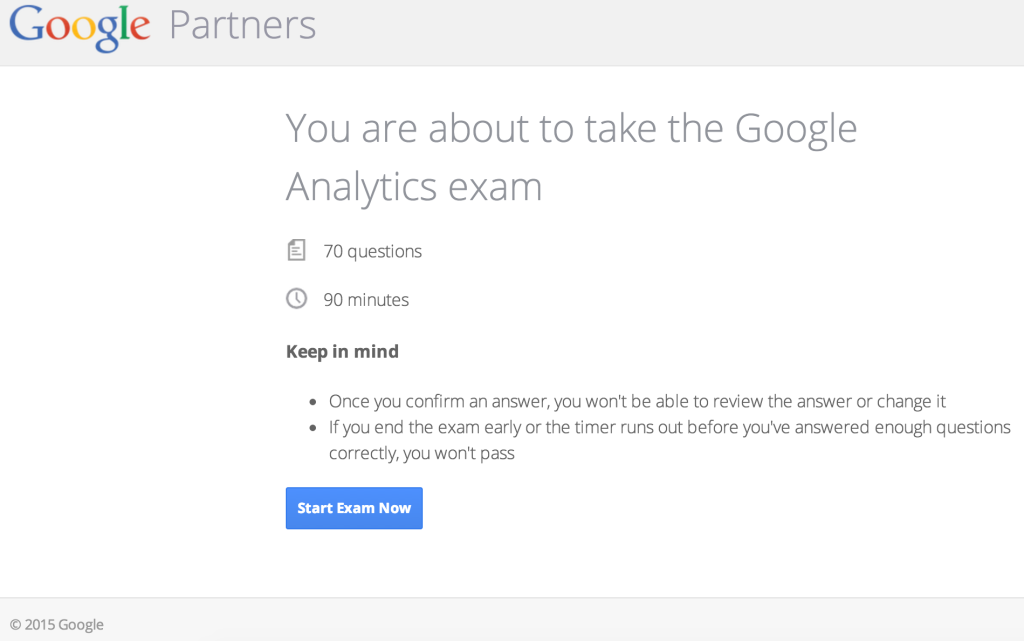 Google Partners
You are about to take the Google
Analytics exam
70 questions
90 minutes
Keep in mind
• Once you confirm an answer, you won't be able to review the answer or change it
• If you end the exam early or the timer runs out before you've answered enough questions
correctly, you won't pass
Start Exam Now
© 2015 Google